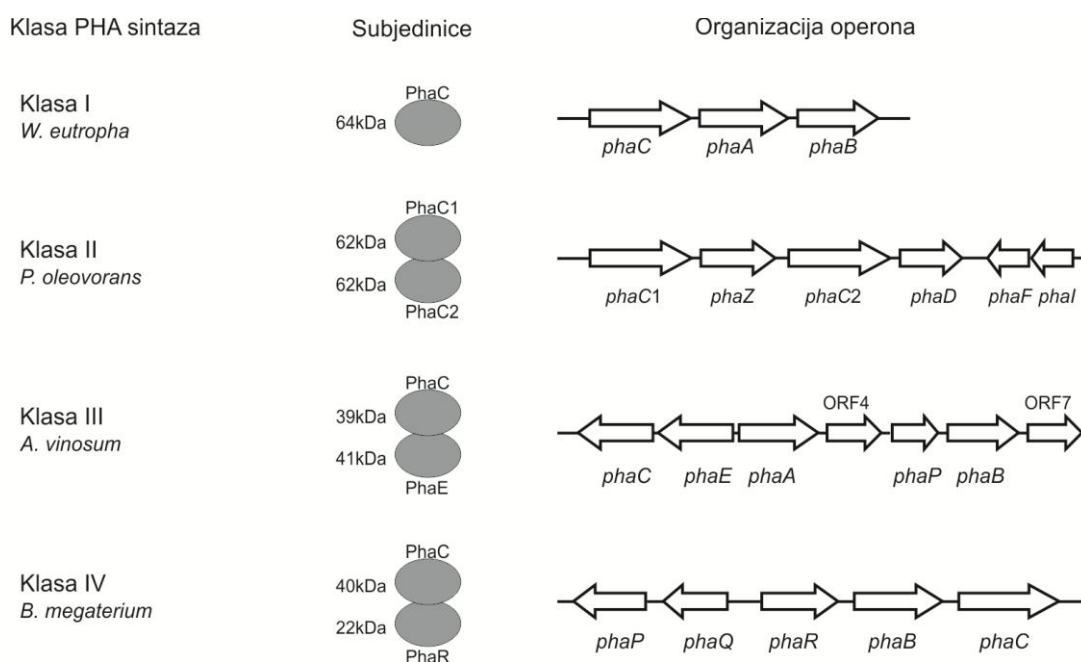 Klasa PHA sintaza Subjedinice Organizacija operona
Klasa I
W. eutropha
PhaC
64kDa
phaC phaA phaB
Klasa II
P. oleovorans
PhaC1
62kDa
62kDa
PhaC2
phaC1 phaZ phaC2 phaD phaF phaI
Klasa III
A. vinosum
PhaC
39kDa
41kDa
PhaE
ORF4 ORF7
phaC phaE phaA phaP phaB
Klasa IV
B. megaterium
PhaC
40kDa
22kDa
PhaR
phaP phaQ phaR phaB phaC